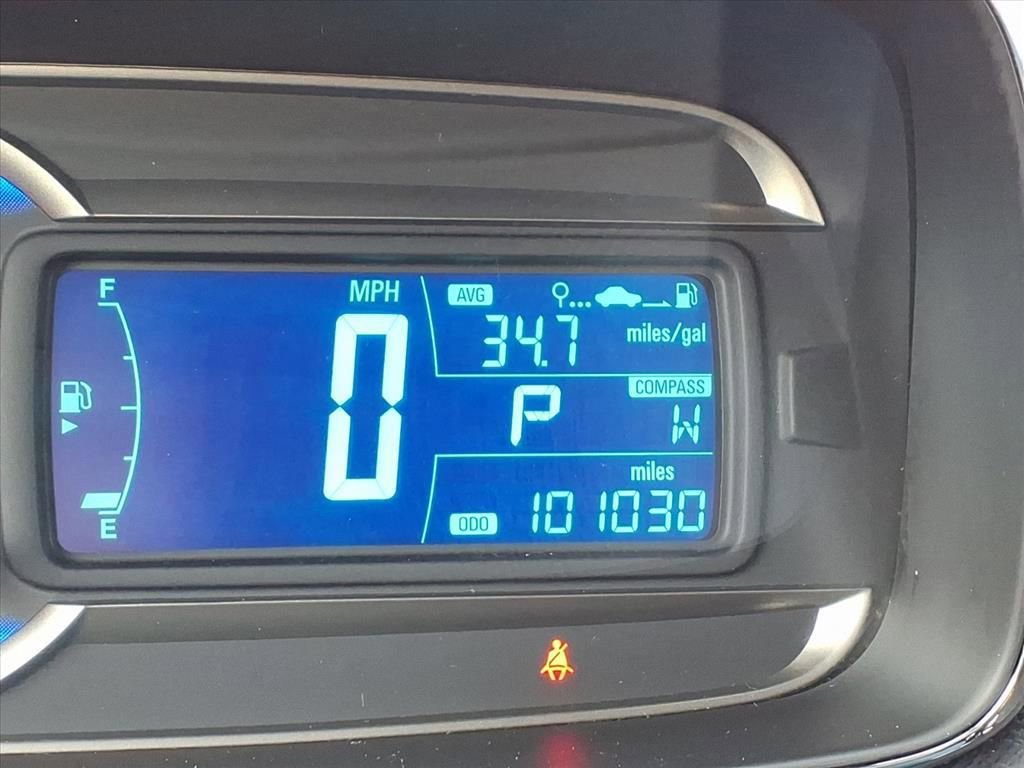 F
MPH
0
E
AVG
34.7 miles/gal
P
COMPASS
W
miles
ODO 101030